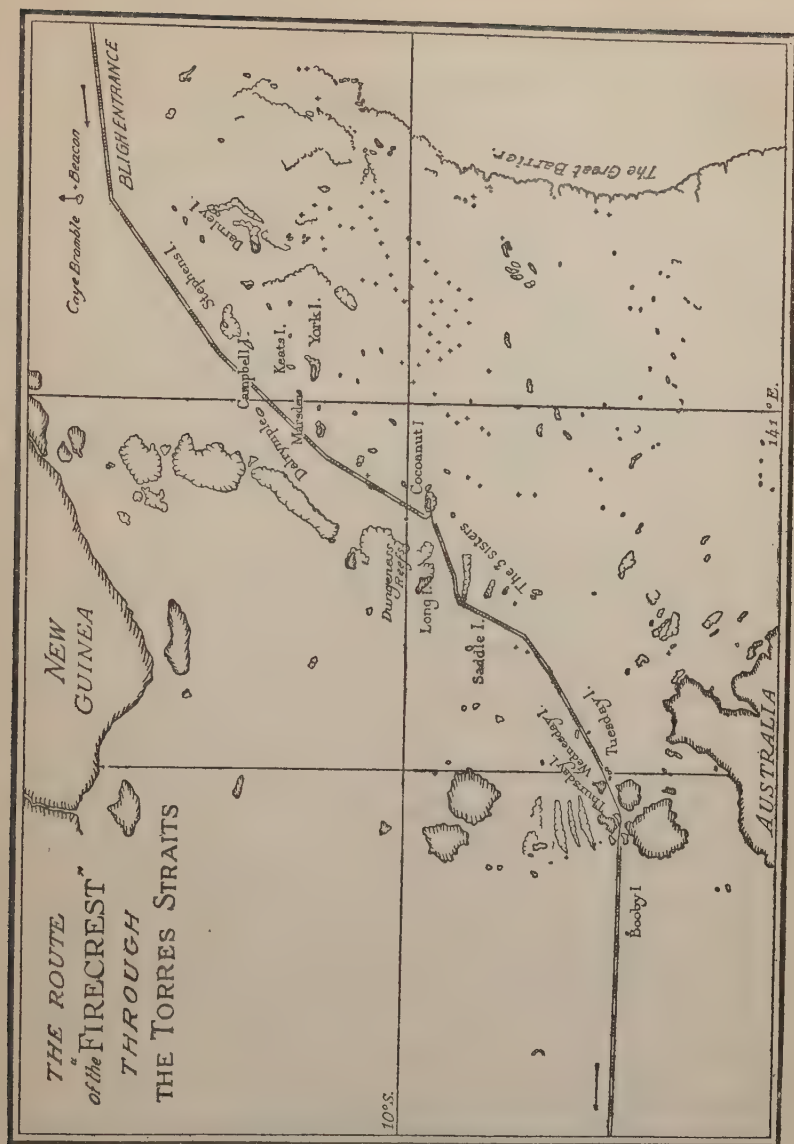 THE ROUTE
of the "FIRECREST"
THROUGH
THE TORRES STRAITS
NEW
GUINEA
Caye Bramble
Beacon
BLIGH ENTRANCE
Stephens I.
Darnley I.
Campbell I.
Dalrymple
Keats I.
Marsden
York I.
Dungeness
Reefs
Cocoanut I
Long I.
The 3 sisters
Saddle I.
Tuesday I.
Wednesday I.
Thursday I.
Booby I
The Great Barrier.
AUSTRALIA
10°S.
141°E.